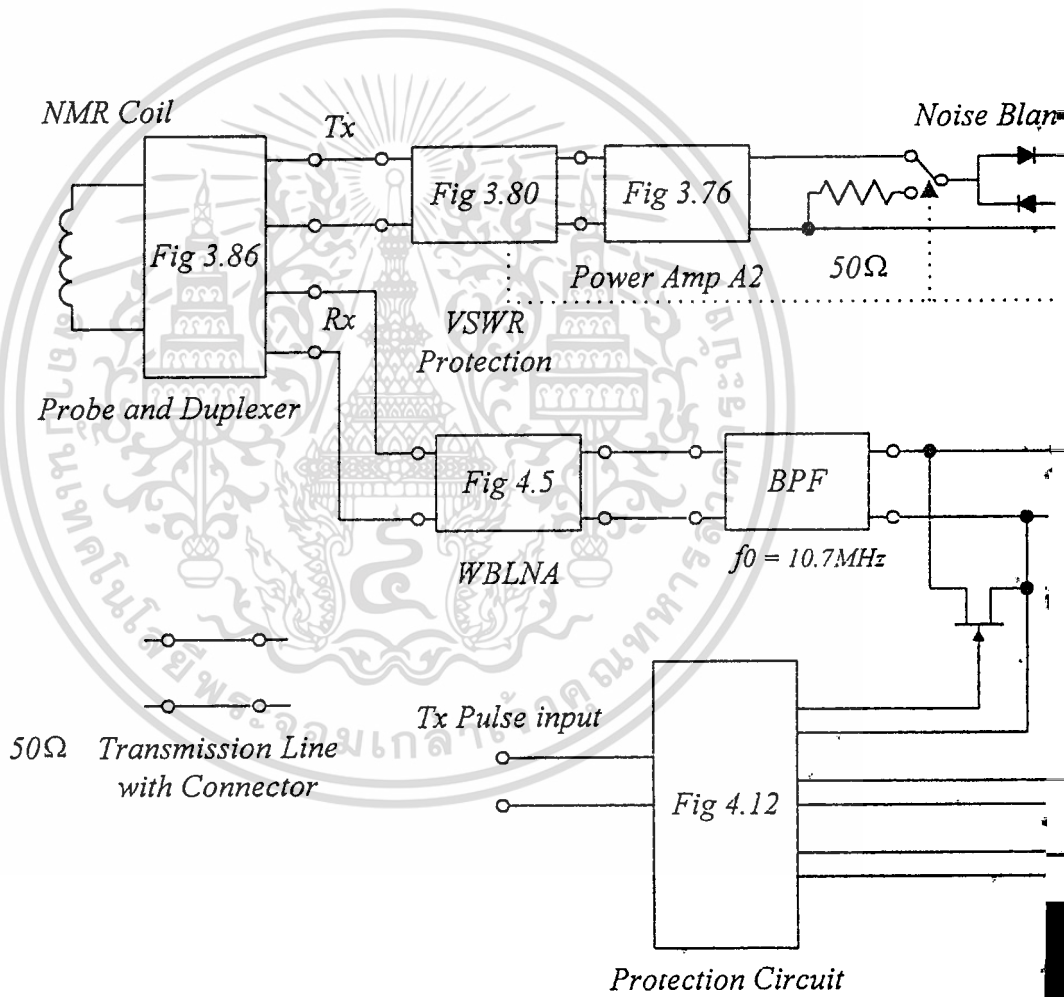 NMR Coil
Tx
Noise Blan
Fig 3.80
Fig 3.76
Fig 3.86
50Ω
Power Amp A2
Rx
VSWR
Protection
Probe and Duplexer
Fig 4.5
BPF
WBLNA
f0 = 10.7MHz
Tx Pulse input
50Ω Transmission Line
with Connector
Fig 4.12
Protection Circuit